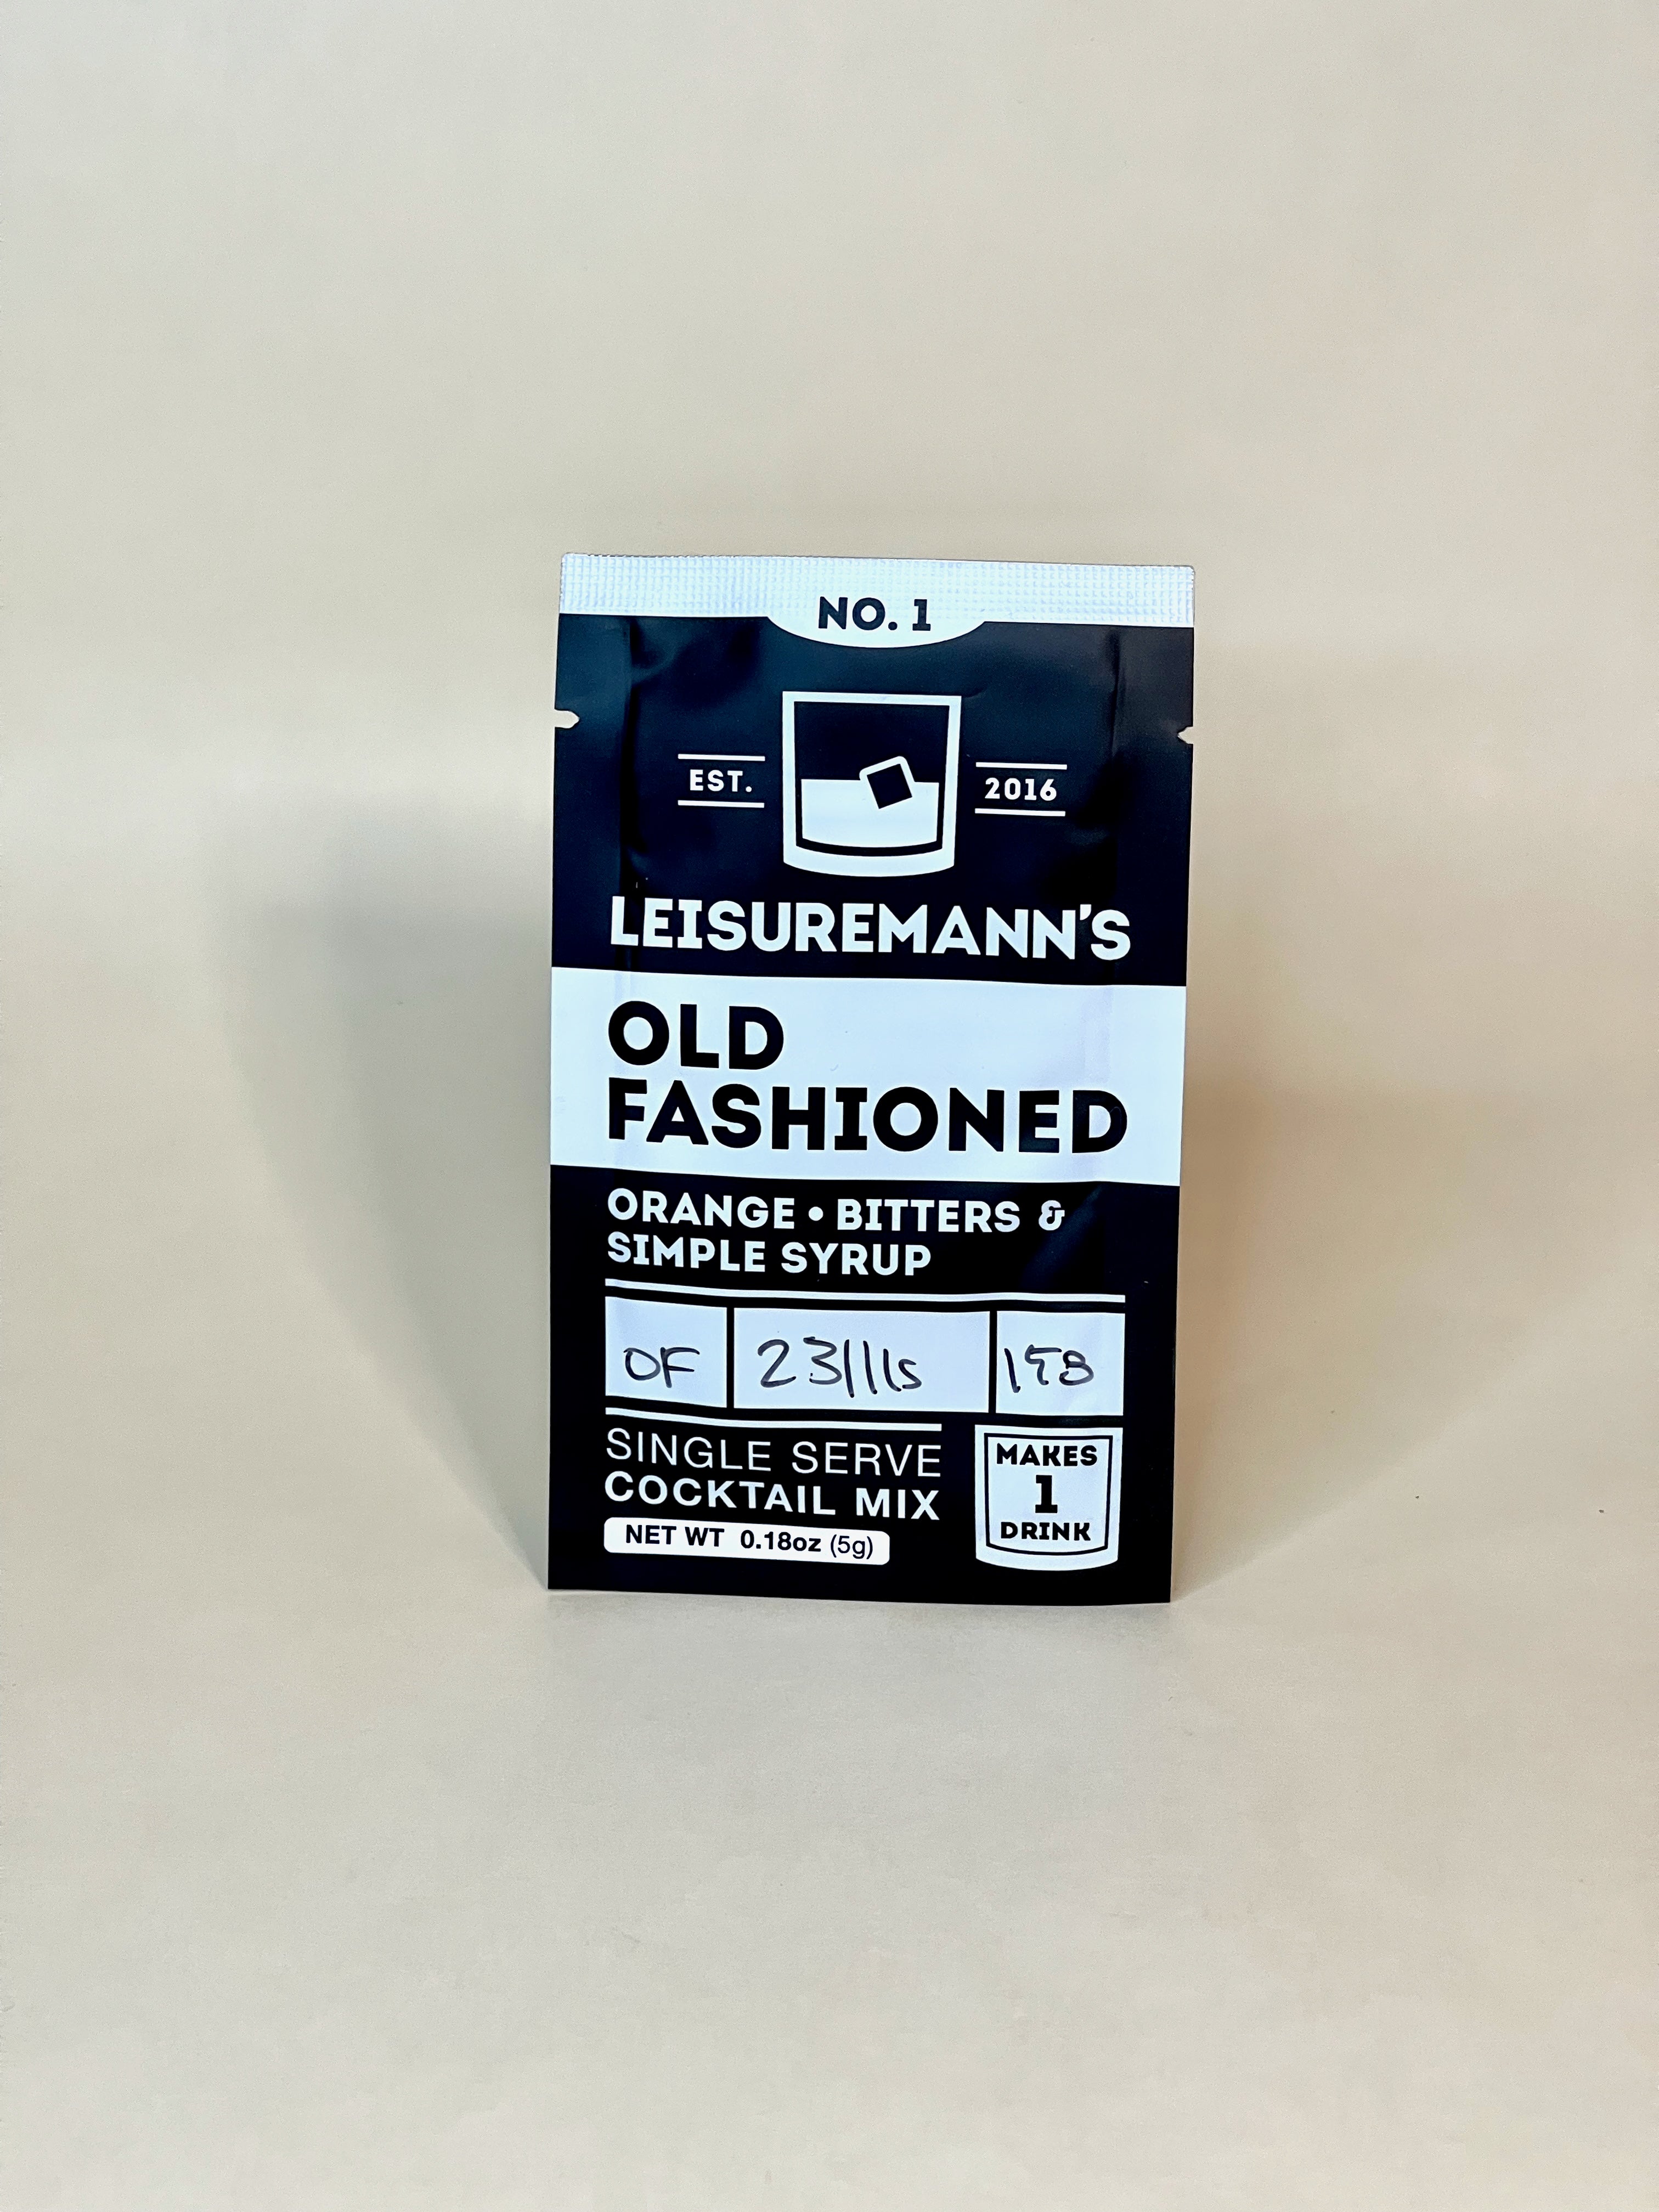 NO. 1
EST. 2016
LEISUREMANN'S
OLD
FASHIONED
ORANGE • BITTERS &
SIMPLE SYRUP
OF
SINGLE SERVE
COCKTAIL MIX
NET WT 0.18oz (5g)
MAKES
1
DRINK